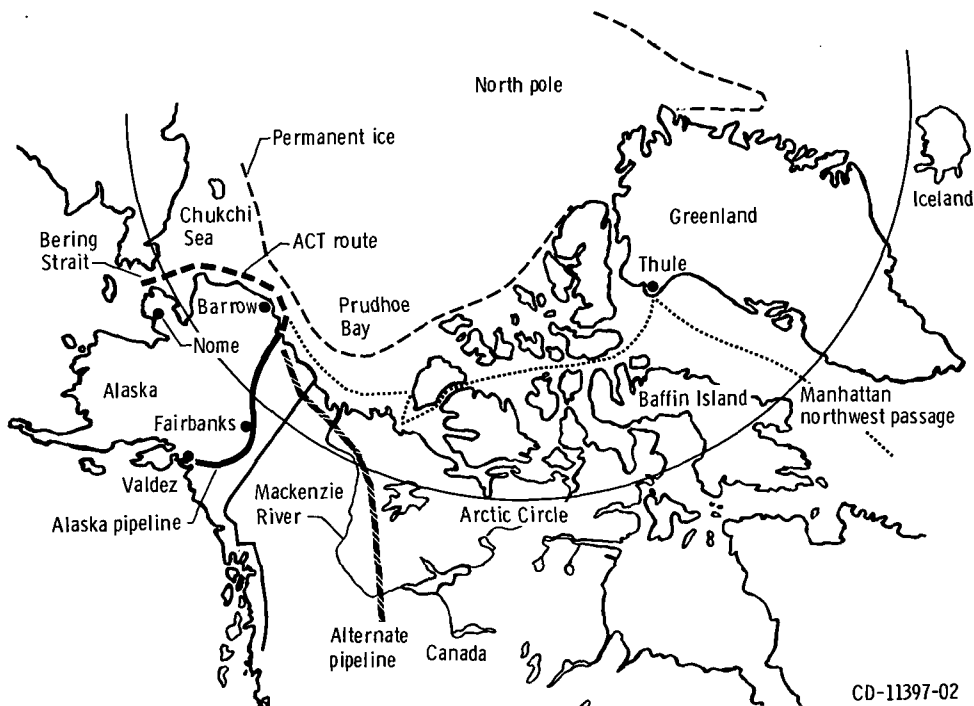 North pole
Permanent ice
Iceland
Chukchi
Sea
Greenland
Bering
Strait
ACT route
Thule
Barrow
Prudhoe
Bay
Nome
Alaska
Baffin Island
Manhattan
northwest passage
Fairbanks
Valdez
Mackenzie
River
Arctic Circle
Alaska pipeline
Alternate
pipeline
Canada
CD-11397-02